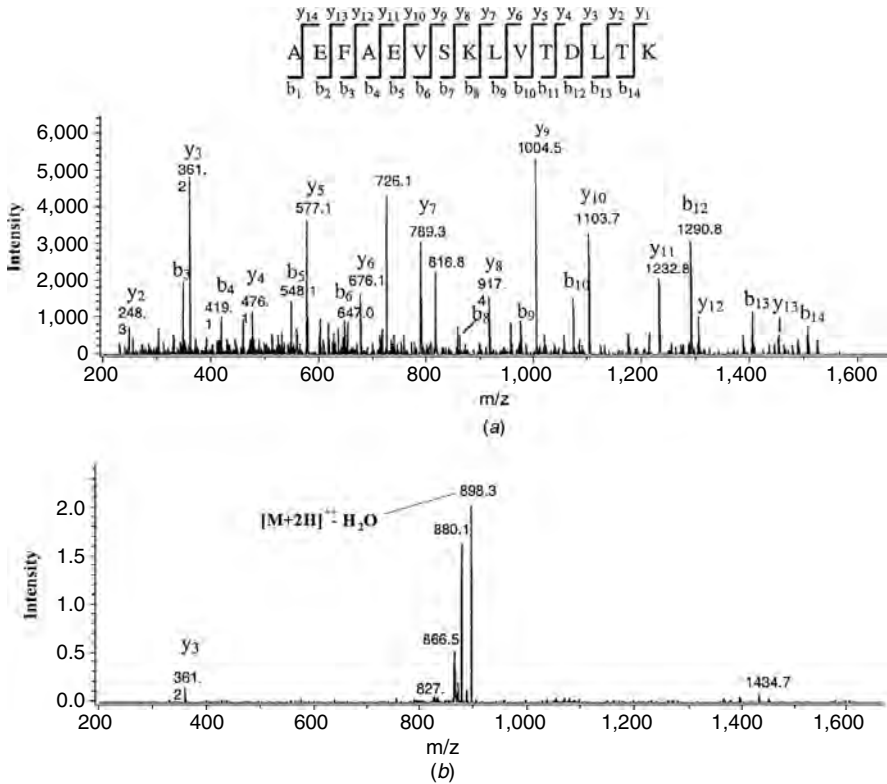 y14 y13 y12 y11 y10 y9 y8 y7 y6 y5 y4 y3 y2 y1
A E F A E V S K L V T D L T K
b1 b2 b3 b4 b5 b6 b7 b8 b9 b10 b11 b12 b13 b14
Intensity
6,000
5,000
4,000
3,000
2,000
1,000
0
y2
248.
3
b3
y3
361.
2
b4
419.
1
y4
476.
1
b5
548.1
y5
577.1
b6
647.0
y6
676.1
726.1
y7
789.3
816.8
b8
y8
917.
4
b9
y9
1004.5
b10
y10
1103.7
y11
1232.8
b12
1290.8
y12
b13
y13
b14
200 400 600 800 1,000 1,200 1,400 1,600
m/z
(a)
Intensity
2.0
1.5
1.0
0.5
0.0
[M+2H]++- H2O
898.3
880.1
866.5
827.
y3
361.
2
1434.7
200 400 600 800 1,000 1,200 1,400 1,600
m/z
(b)